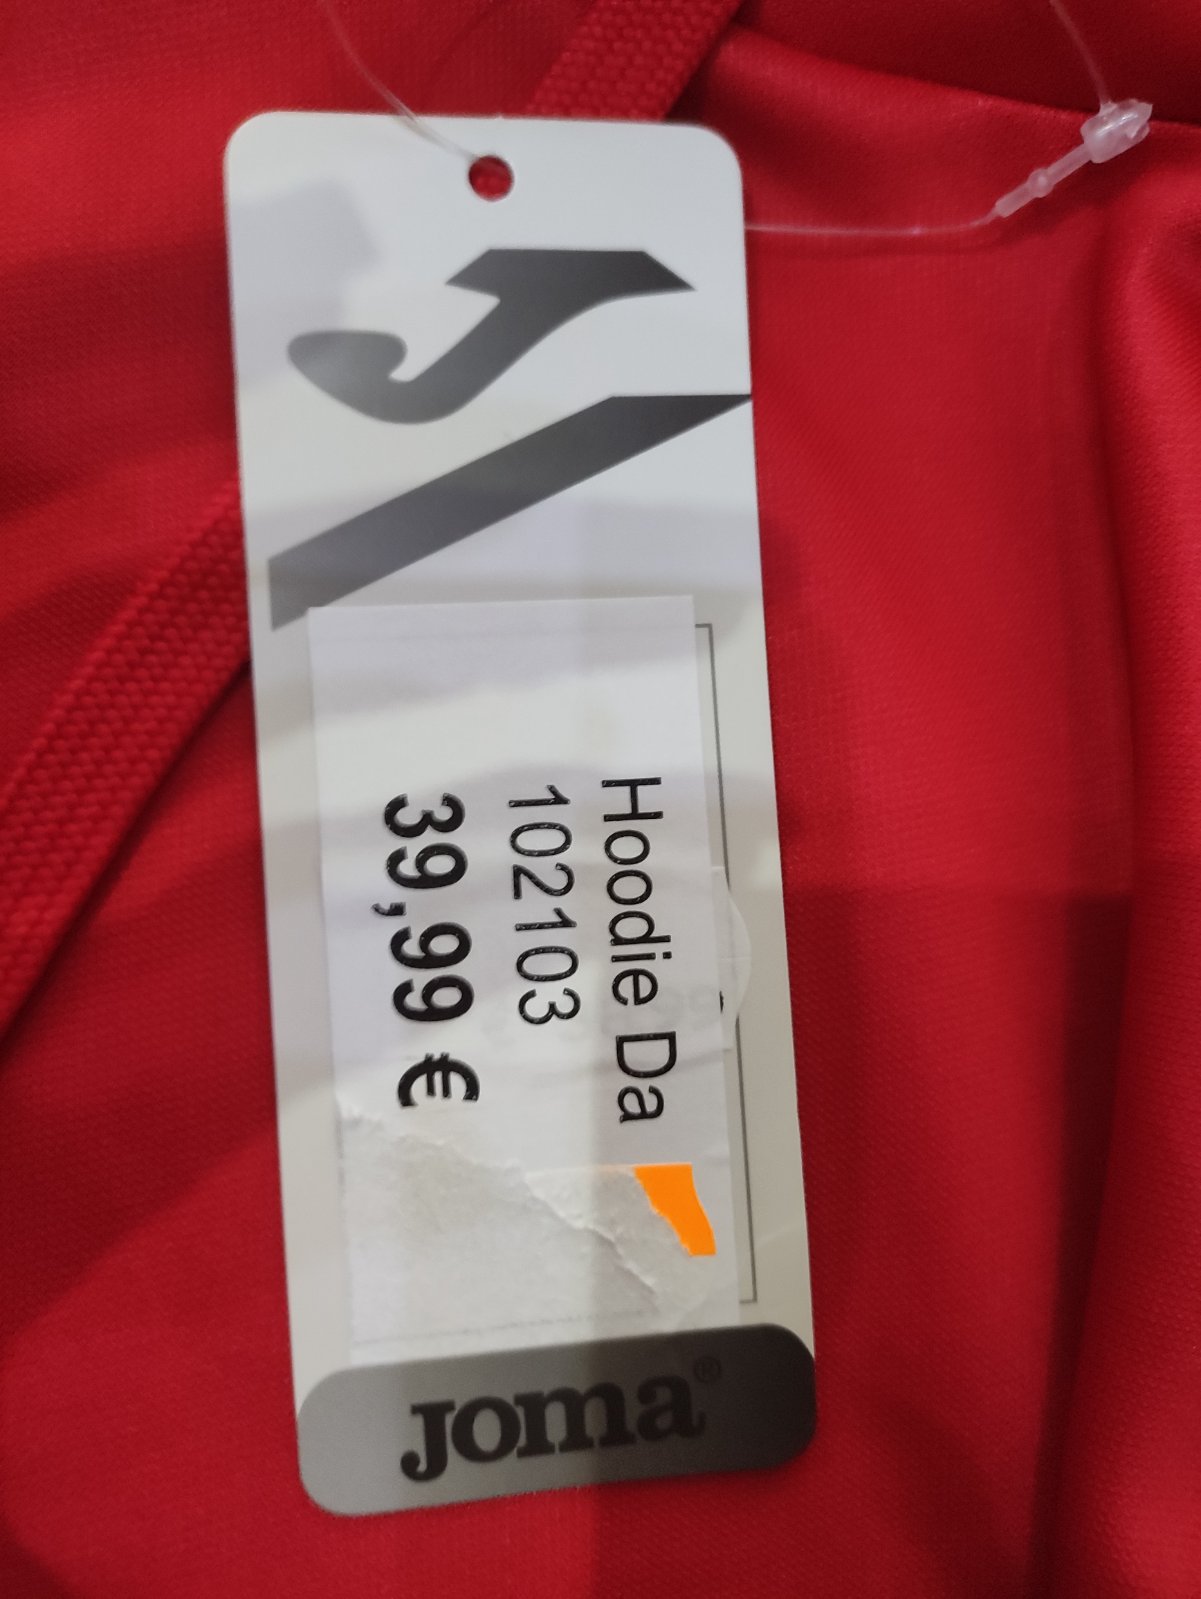 Hoodie Da
102103
39,99 €
Joma®